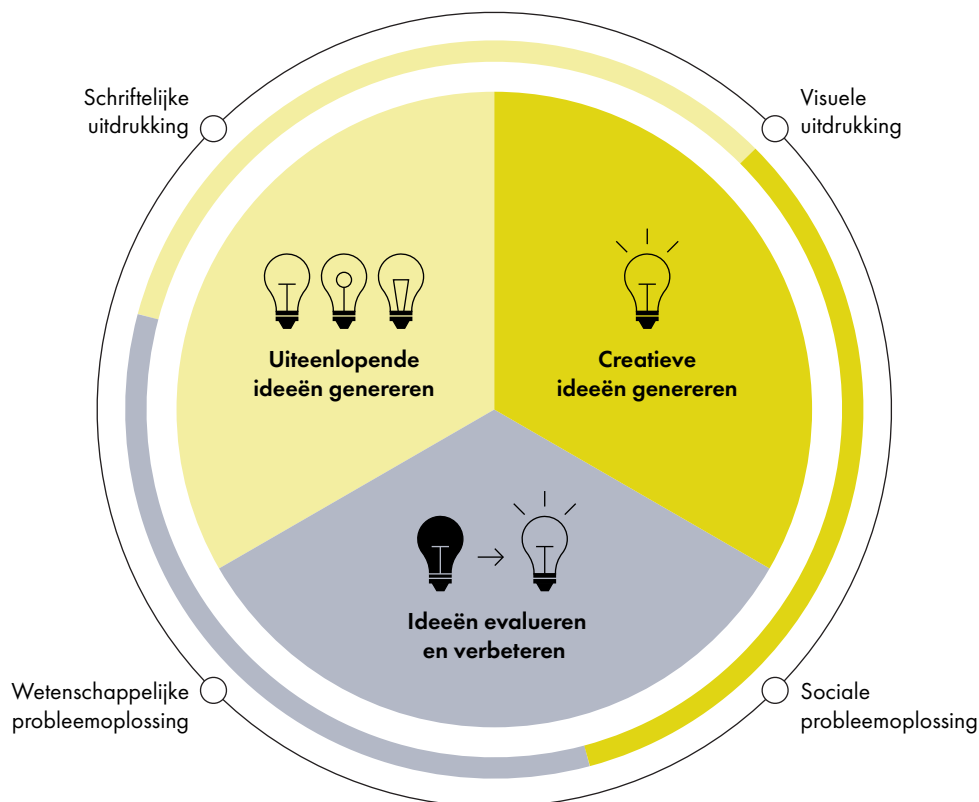 Schriftelijke
uitdrukking
Visuele
uitdrukking
Uiteenlopende
ideeën genereren
Creatieve
ideeën genereren
Ideeën evalueren
en verbeteren
Wetenschappelijke
probleemoplossing
Sociale
probleemoplossing